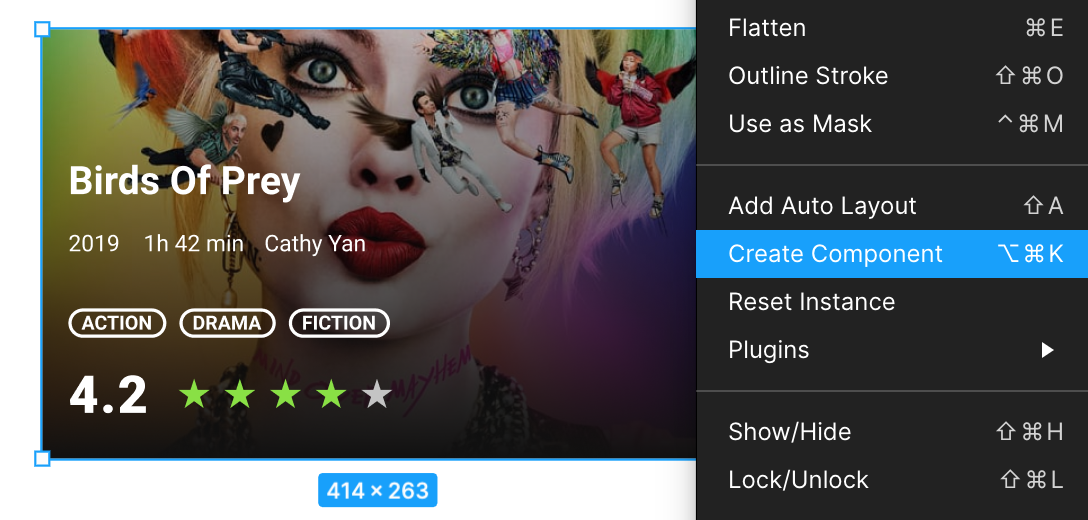 Birds Of Prey
2019 1h 42 min Cathy Yan
ACTION DRAMA FICTION
4.2
MIND MAYHEM
414 × 263
Flatten ⌘E
Outline Stroke ⇧⌘O
Use as Mask ^⌘M
Add Auto Layout ⇧A
Create Component ⌥⌘K
Reset Instance
Plugins
Show/Hide ⇧⌘H
Lock/Unlock ⇧⌘L